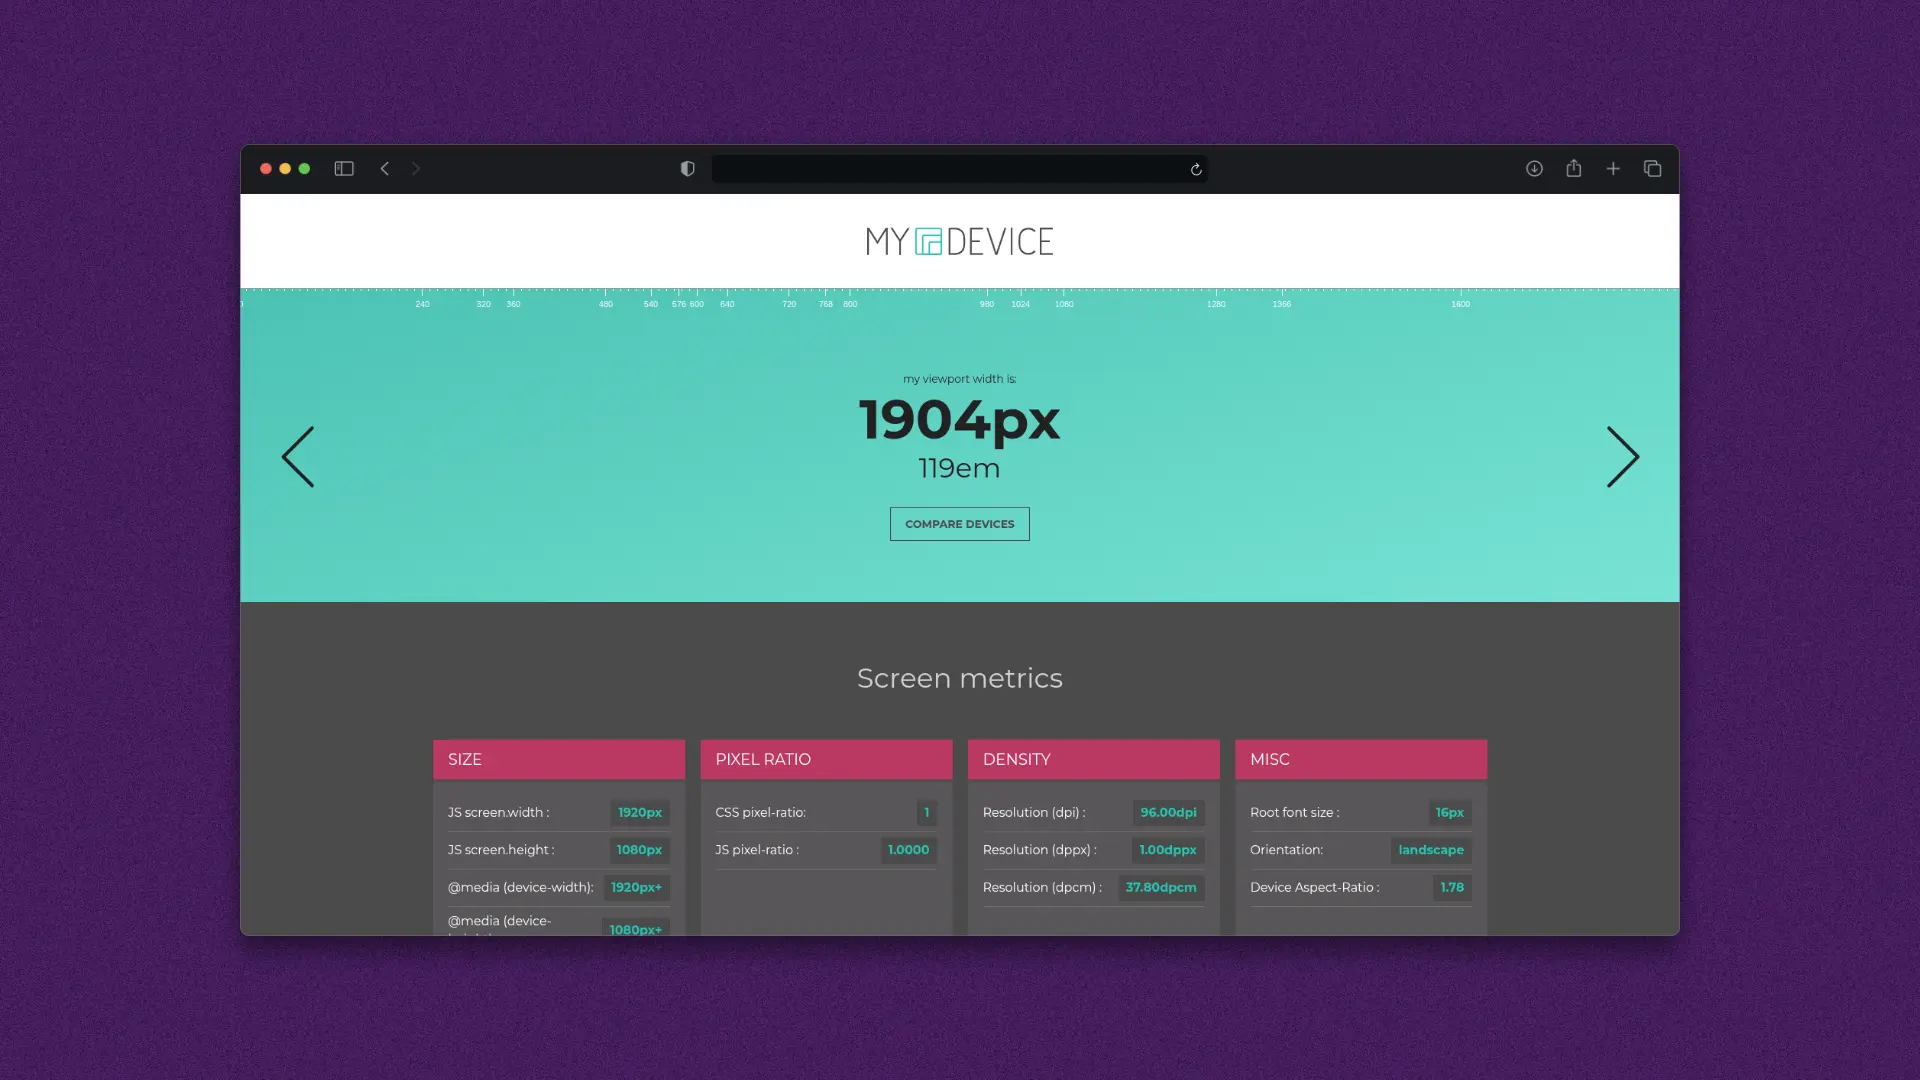 MY DEVICE
240 320 360 480 540 576 600 640 720 768 800 980 1024 1080 1280 1366 1600
my viewport width is:
1904px
119em
COMPARE DEVICES
Screen metrics
SIZE
JS screen.width : 1920px
JS screen.height : 1080px
@media (device-width): 1920px+
@media (device- 1080px+
PIXEL RATIO
CSS pixel-ratio: 1
JS pixel-ratio : 1.0000
DENSITY
Resolution (dpi) : 96.00dpi
Resolution (dppx) : 1.00dppx
Resolution (dpcm) : 37.80dpcm
MISC
Root font size : 16px
Orientation: landscape
Device Aspect-Ratio : 1.78